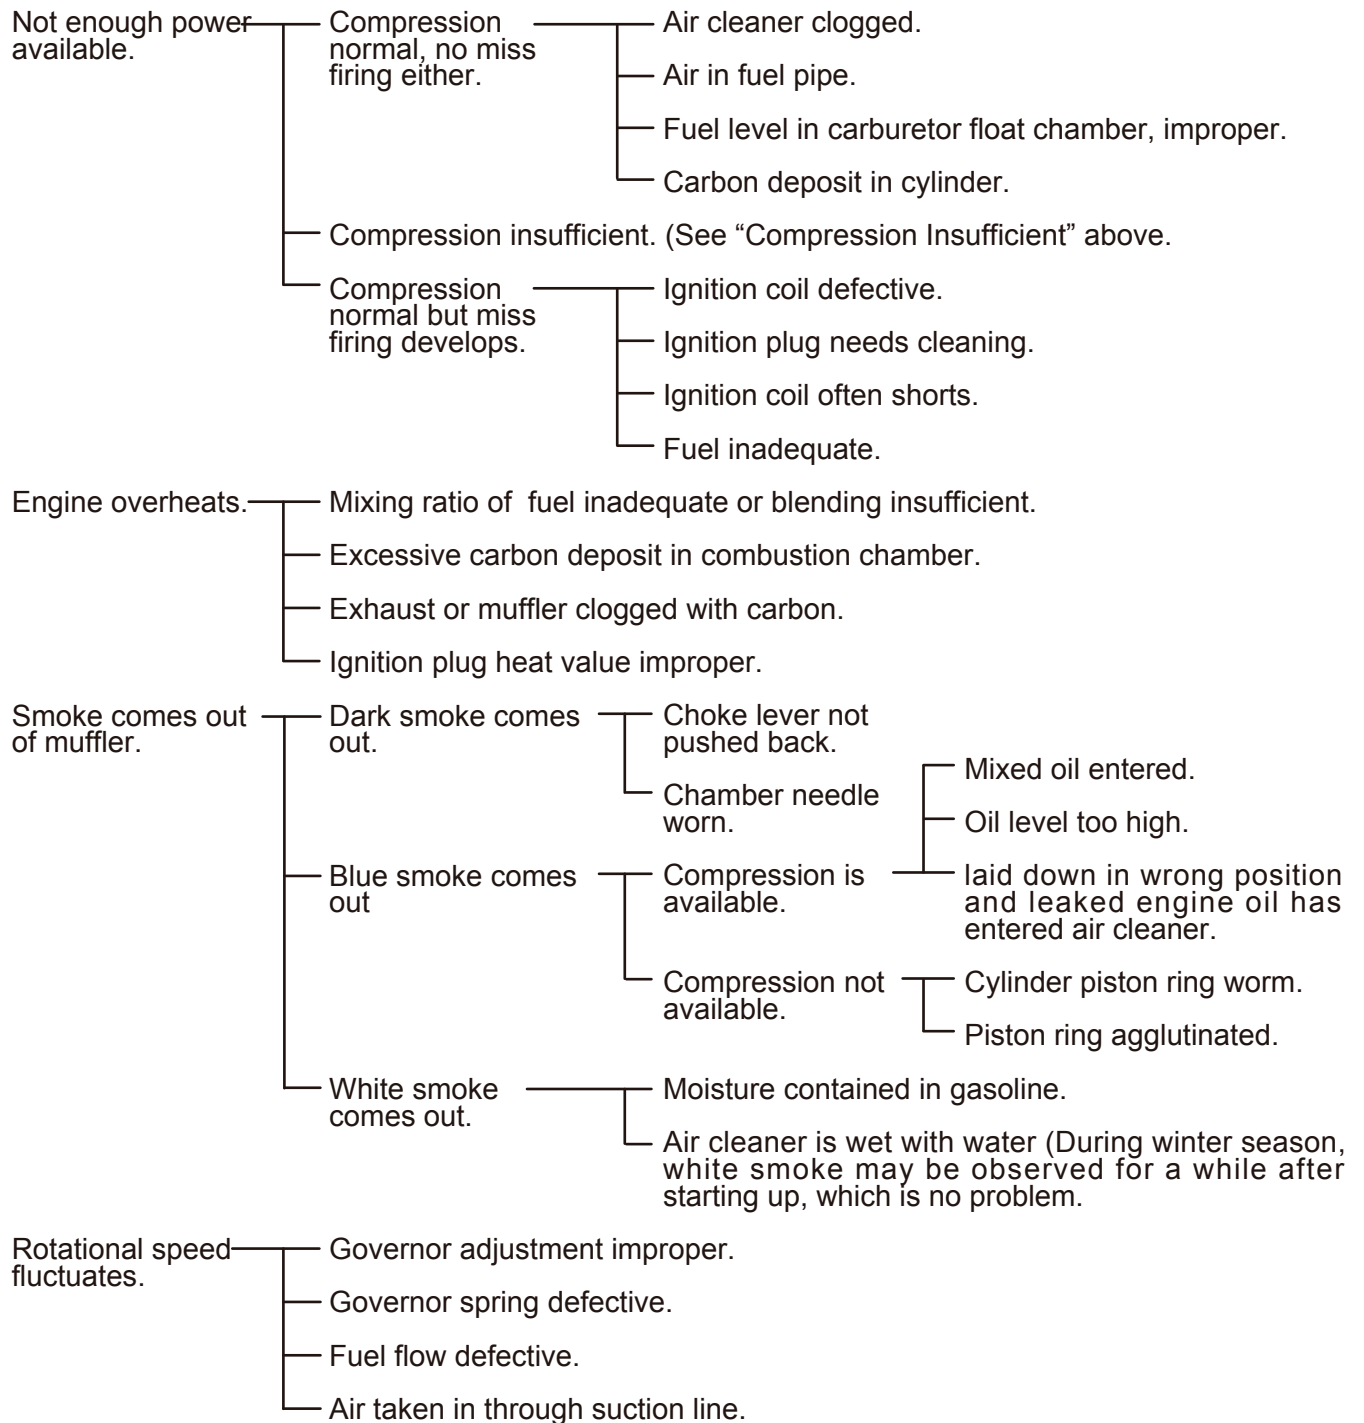 Not enough power
available.
Compression
normal, no miss
firing either.
Air cleaner clogged.
Air in fuel pipe.
Fuel level in carburetor float chamber, improper.
Carbon deposit in cylinder.
Compression insufficient. (See “Compression Insufficient” above.
Compression
normal but miss
firing develops.
Ignition coil defective.
Ignition plug needs cleaning.
Ignition coil often shorts.
Fuel inadequate.
Engine overheats.
Mixing ratio of fuel inadequate or blending insufficient.
Excessive carbon deposit in combustion chamber.
Exhaust or muffler clogged with carbon.
Ignition plug heat value improper.
Smoke comes out
of muffler.
Dark smoke comes
out.
Choke lever not
pushed back.
Chamber needle
worn.
Blue smoke comes
out
Compression is
available.
Mixed oil entered.
Oil level too high.
laid down in wrong position
and leaked engine oil has
entered air cleaner.
Compression not
available.
Cylinder piston ring worm.
Piston ring agglutinated.
White smoke
comes out.
Moisture contained in gasoline.
Air cleaner is wet with water (During winter season,
white smoke may be observed for a while after
starting up, which is no problem.
Rotational speed
fluctuates.
Governor adjustment improper.
Governor spring defective.
Fuel flow defective.
Air taken in through suction line.